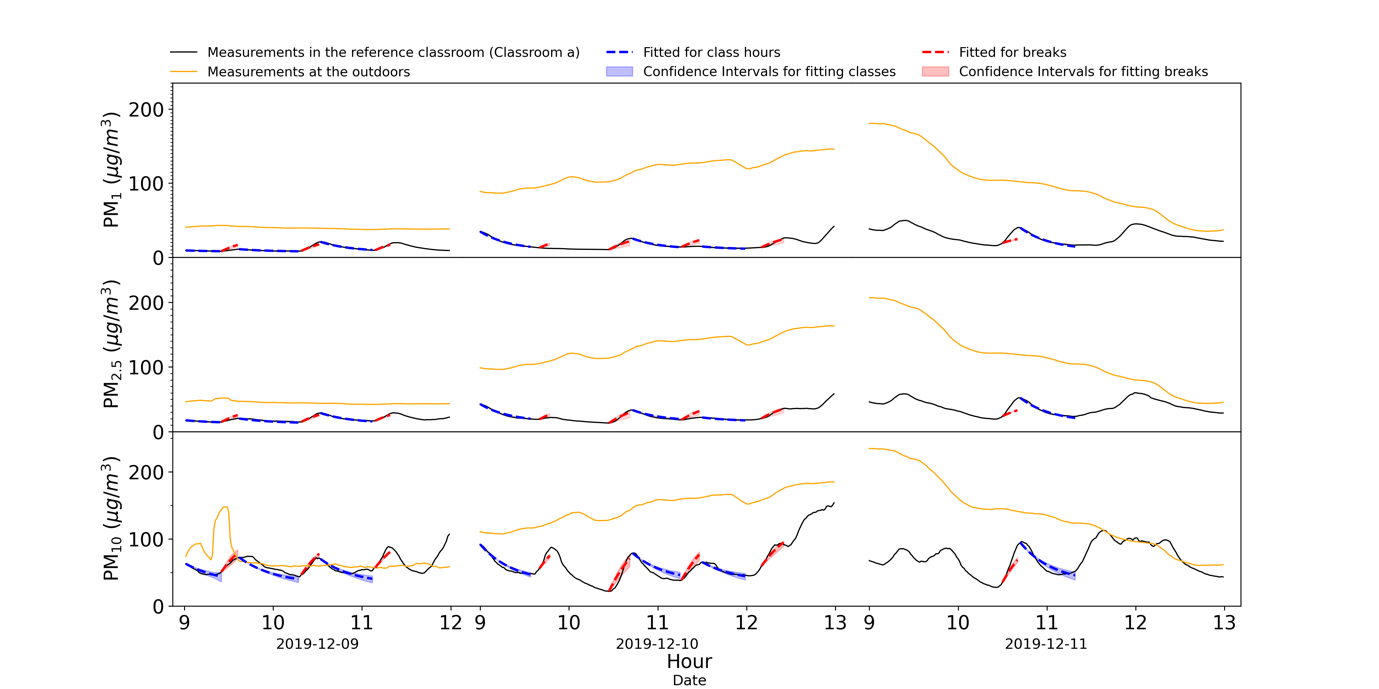 Measurements in the reference classroom (Classroom a)
Measurements at the outdoors
Fitted for class hours
Confidence Intervals for fitting classes
Fitted for breaks
Confidence Intervals for fitting breaks
PM₁ (μg/m³)
200
100
0
PM₂.₅ (μg/m³)
200
100
0
PM₁₀ (μg/m³)
200
100
0
9 10 11 12 9 10 11 12 13 9 10 11 12 13
2019-12-09 2019-12-10 2019-12-11
Hour
Date